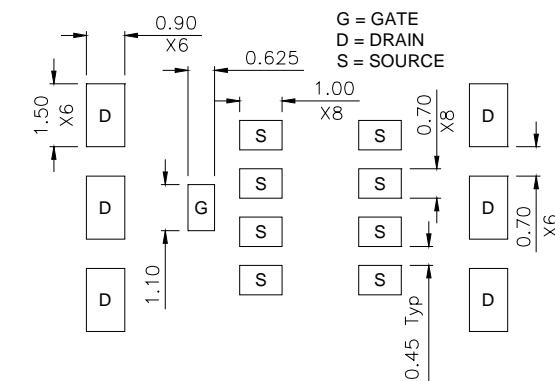 G = GATE
D = DRAIN
S = SOURCE
0.90
X6
0.625
1.00
X8
1.50
X6
0.70
X8
D
D
S
S
D
S
S
D
G
0.70
X6
S
S
1.10
D
S
S
D
0.45 Typ